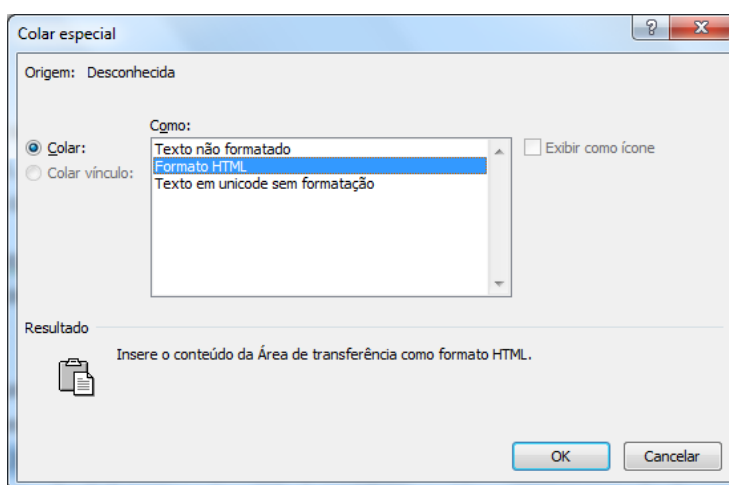 Colar especial
Origem: Desconhecida
Como:
Colar:
Colar vínculo:
Texto não formatado
Formato HTML
Texto em unicode sem formatação
Exibir como ícone
Resultado
Insere o conteúdo da Área de transferência como formato HTML.
OK
Cancelar